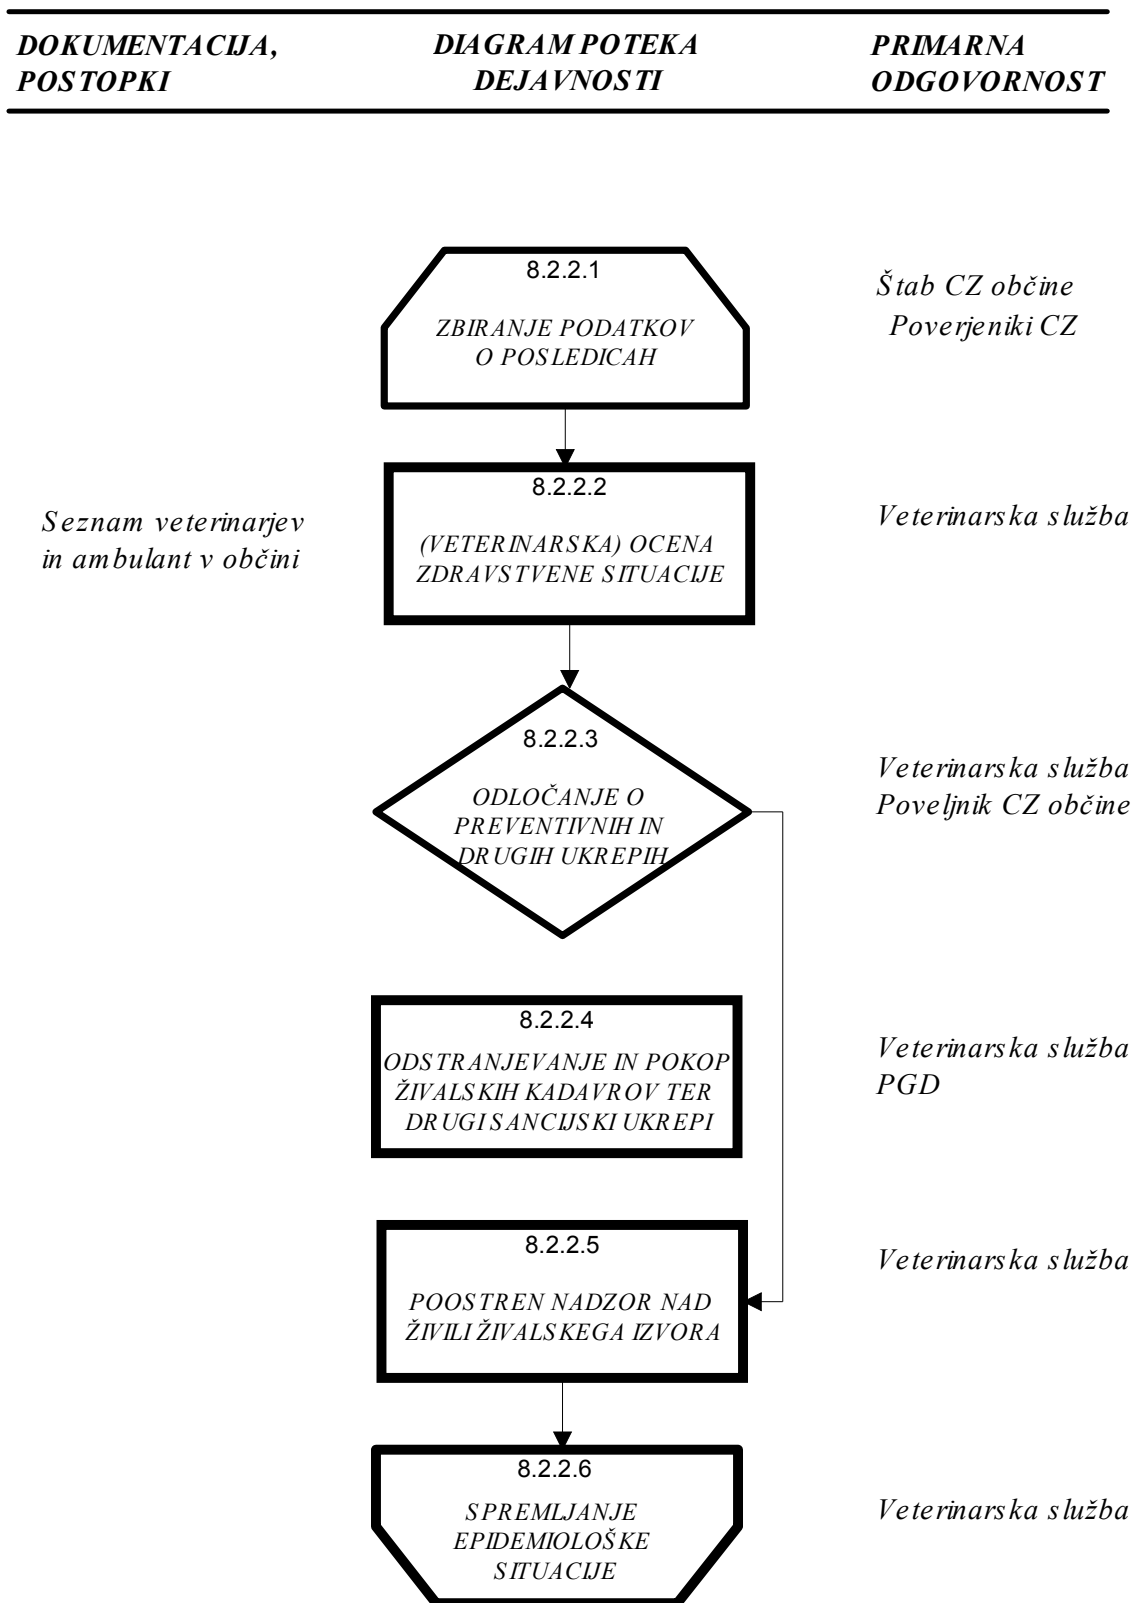 DOKUMENTACIJA,
POSTOPKI
DIAGRAM POTEKA
DEJAVNOSTI
PRIMARNA
ODGOVORNOST
8.2.2.1
ZBIRANJE PODATKOV
O POSLEDICAH
Štab CZ občine
Poverjeniki CZ
Seznam veterinarjev
in ambulant v občini
8.2.2.2
(VETERINARSKA) OCENA
ZDRAVSTVENE SITUACIJE
Veterinarska služba
8.2.2.3
ODLOČANJE O
PREVENTIVNIH IN
DRUGIH UKREPIH
Veterinarska služba
Poveljnik CZ občine
8.2.2.4
ODSTRANJEVANJE IN POKOP
ŽIVALSKIH KADAVROV TER
DRUGI SANCIJSKI UKREPI
Veterinarska služba
PGD
8.2.2.5
POOSTREN NADZOR NAD
ŽIVILI ŽIVALSKEGA IZVORA
Veterinarska služba
8.2.2.6
SPREMLJANJE
EPIDEMIOLOŠKE
SITUACIJE
Veterinarska služba